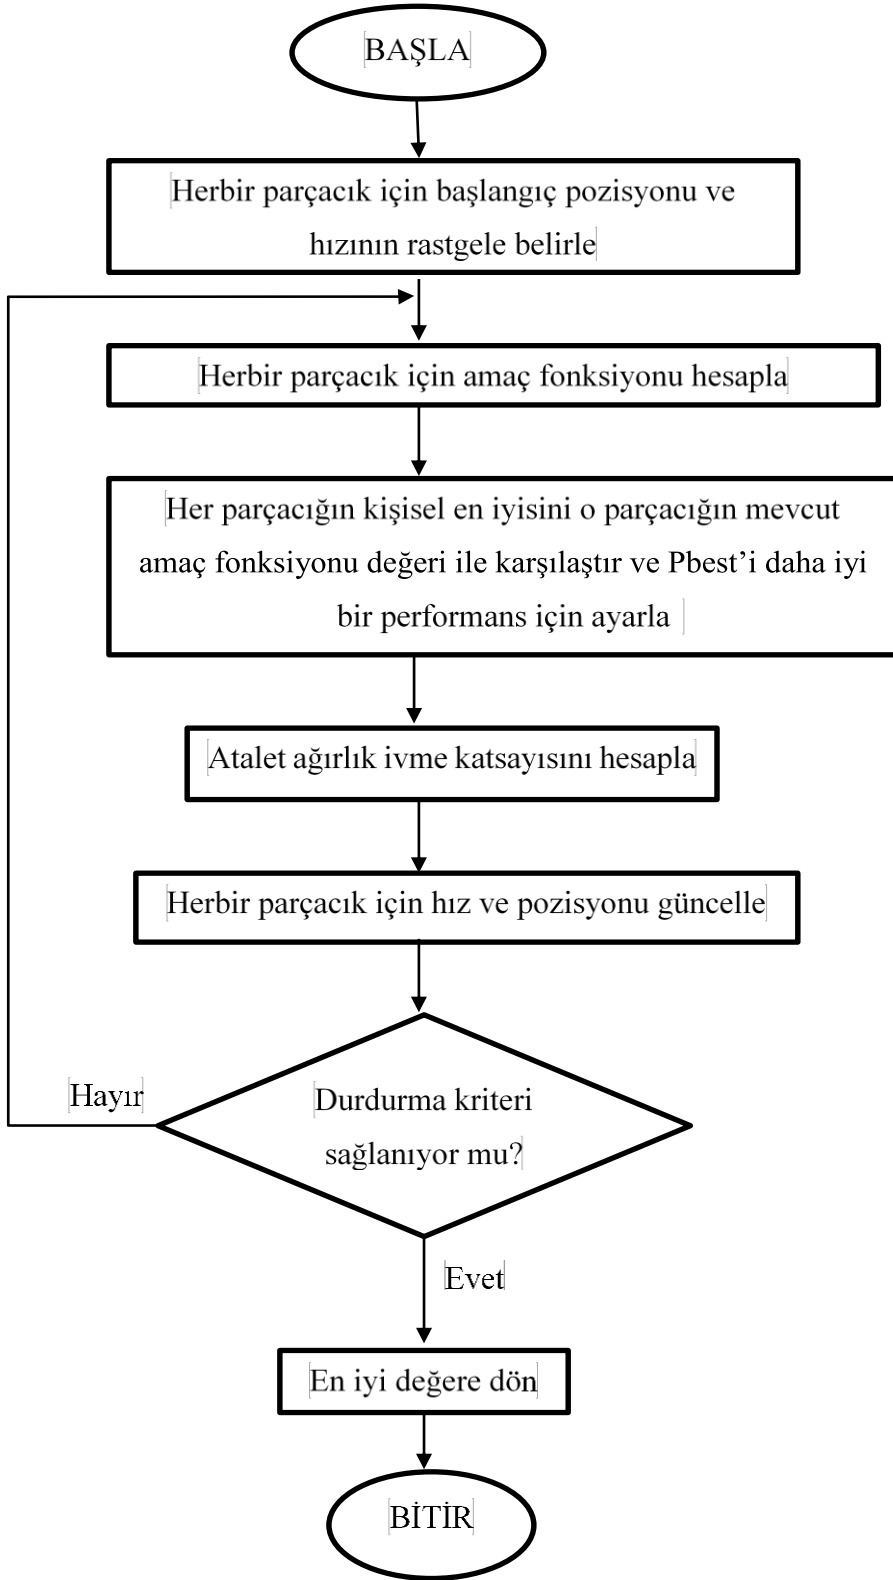 BAŞLA
Herbir parçacık için başlangıç pozisyonu ve
hızının rastgele belirle
Herbir parçacık için amaç fonksiyonu hesapla
Her parçacığın kişisel en iyisini o parçacığın mevcut
amaç fonksiyonu değeri ile karşılaştır ve Pbest’i daha iyi
bir performans için ayarla
Atalet ağırlık ivme katsayısını hesapla
Herbir parçacık için hız ve pozisyonu güncelle
Hayır
Durdurma kriteri
sağlanıyor mu?
Evet
En iyi değere dön
BİTİR